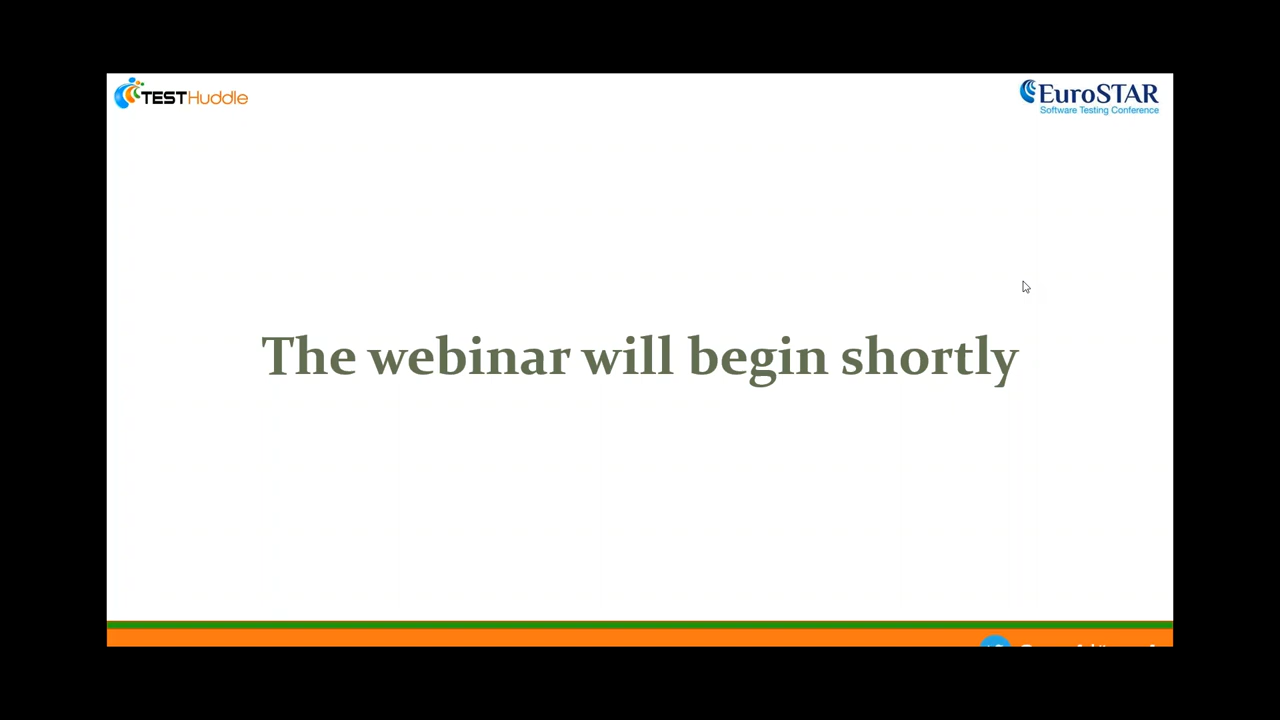 TESTHuddle
EuroSTAR
Software Testing Conference
The webinar will begin shortly